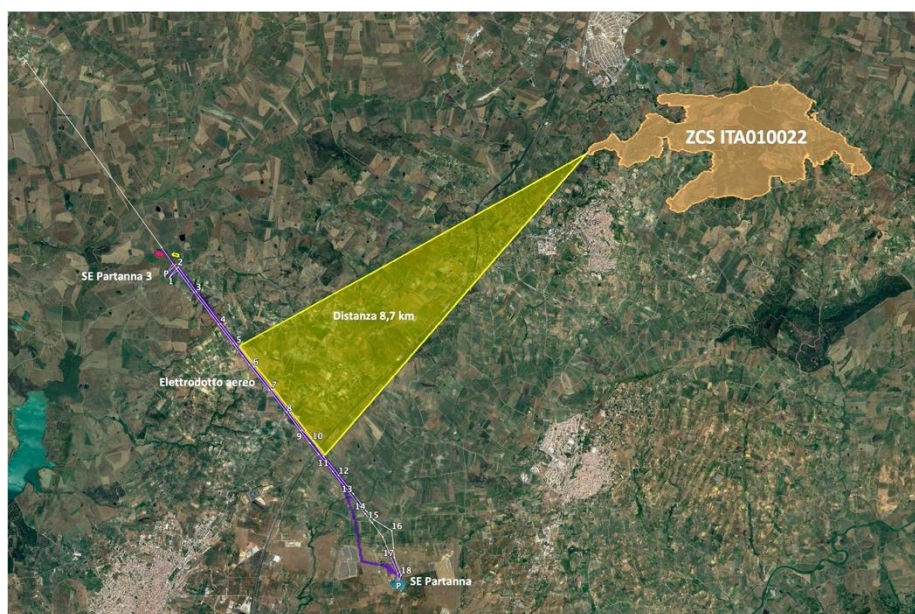 ZCS ITA010022
2
P
SE Partanna 3
1
3
4
Distanza 8,7 km
5
6
Elettrodotto aereo
7
8
9
10
11
12
13
14
15
16
17
18
P
SE Partanna